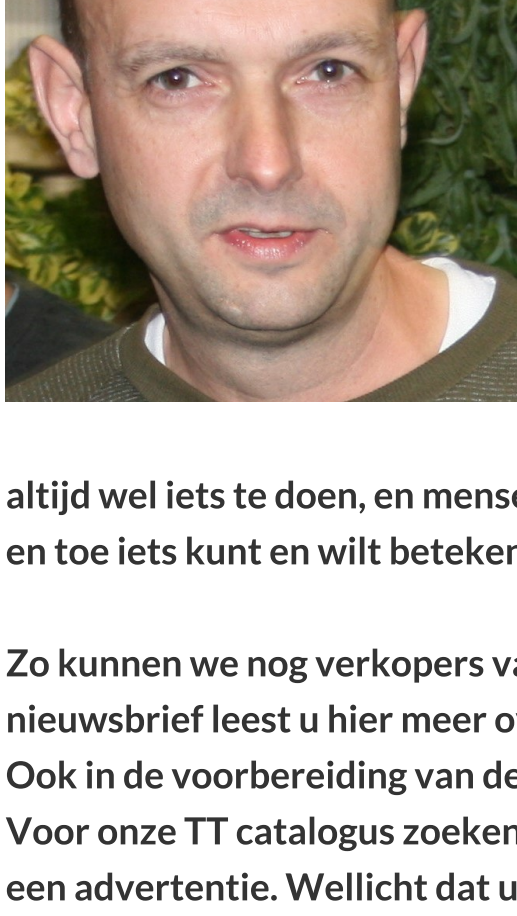 altijd wel iets te doen, en mense
en toe iets kunt en wilt beteken
Zo kunnen we nog verkopers va
nieuwsbrief leest u hier meer o
Ook in de voorbereiding van de
Voor onze TT catalogus zoeken
een advertentie. Wellicht dat u